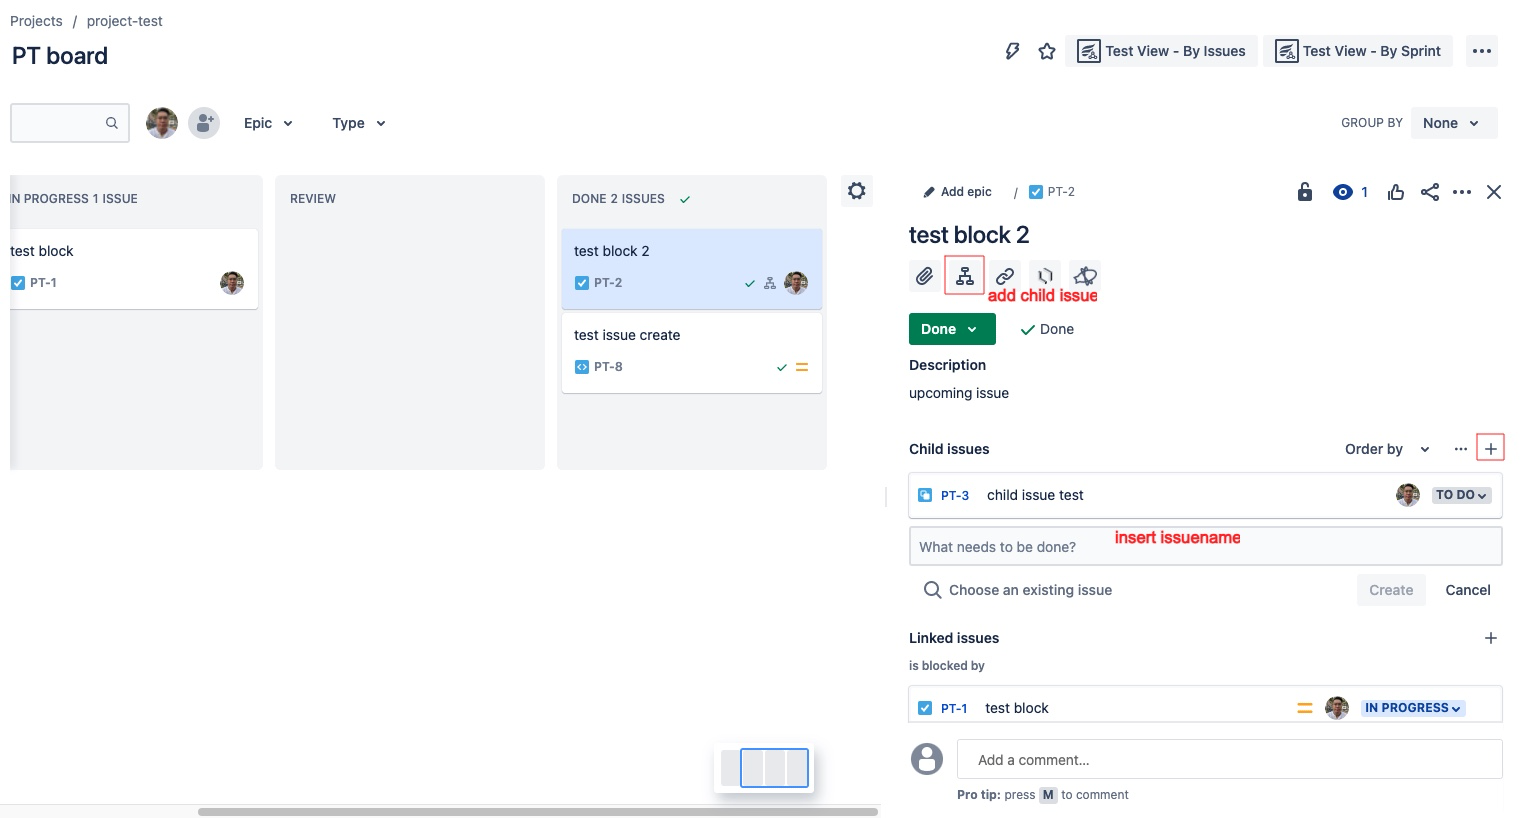 Projects / project-test
PT board
Test View - By Issues
Test View - By Sprint
Epic
Type
GROUP BY
None
IN PROGRESS 1 ISSUE
test block
PT-1
REVIEW
DONE 2 ISSUES
test block 2
PT-2
test issue create
PT-8
Add epic / PT-2
1
test block 2
add child issue
Done
Done
Description
upcoming issue
Child issues
Order by
PT-3 child issue test
TO DO
What needs to be done?
insert issuename
Choose an existing issue
Create
Cancel
Linked issues
is blocked by
PT-1 test block
IN PROGRESS
Add a comment...
Pro tip: press M to comment